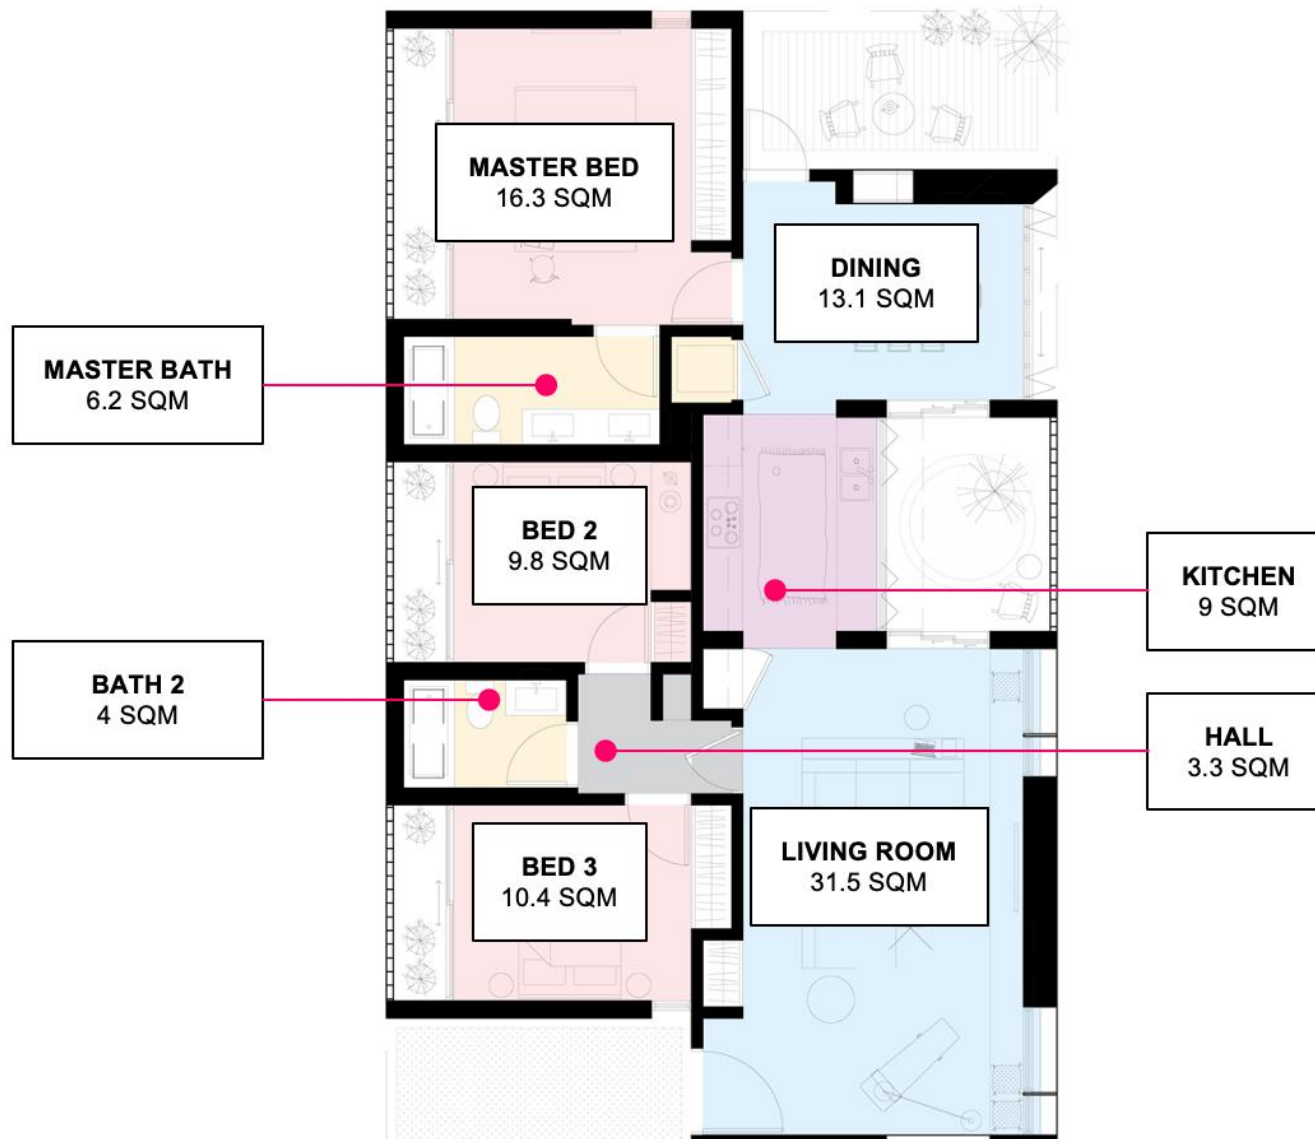 MASTER BED
16.3 SQM
DINING
13.1 SQM
MASTER BATH
6.2 SQM
BED 2
9.8 SQM
KITCHEN
9 SQM
BATH 2
4 SQM
HALL
3.3 SQM
BED 3
10.4 SQM
LIVING ROOM
31.5 SQM